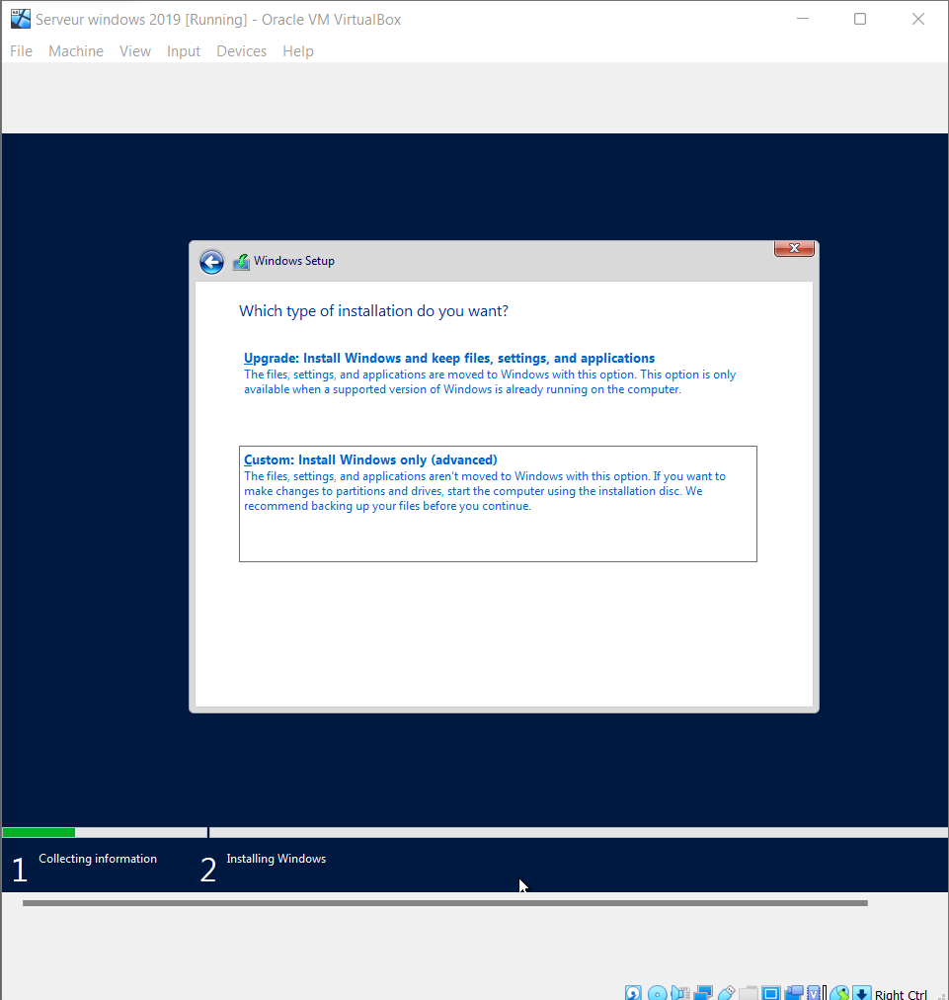 Serveur windows 2019 [Running] - Oracle VM VirtualBox
File Machine View Input Devices Help
Windows Setup
Which type of installation do you want?
Upgrade: Install Windows and keep files, settings, and applications
The files, settings, and applications are moved to Windows with this option. This option is only
available when a supported version of Windows is already running on the computer.
Custom: Install Windows only (advanced)
The files, settings, and applications aren't moved to Windows with this option. If you want to
make changes to partitions and drives, start the computer using the installation disc. We
recommend backing up your files before you continue.
1 Collecting information 2 Installing Windows
Right Ctrl